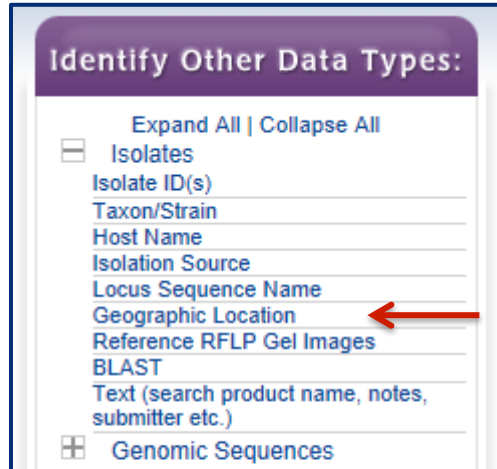 Identify Other Data Types:
Expand All | Collapse All
Isolates
Isolate ID(s)
Taxon/Strain
Host Name
Isolation Source
Locus Sequence Name
Geographic Location
Reference RFLP Gel Images
BLAST
Text (search product name, notes,
submitter etc.)
Genomic Sequences